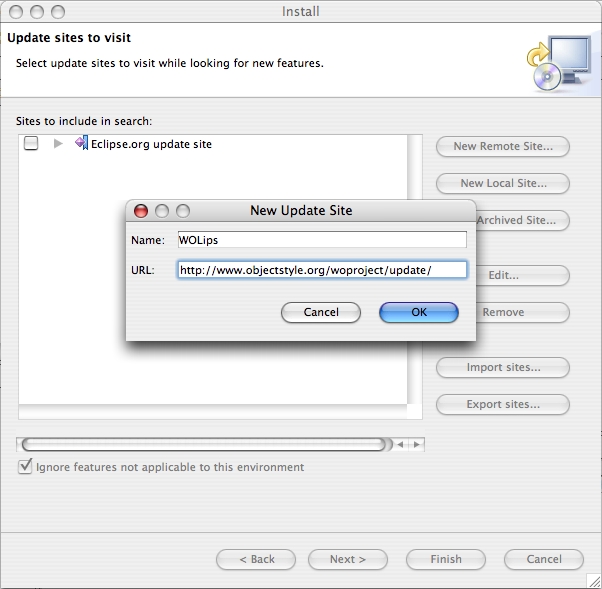 Install
Update sites to visit
Select update sites to visit while looking for new features.
Sites to include in search:
Eclipse.org update site
New Remote Site...
New Local Site...
Archived Site...
New Update Site
Name: WOLips
URL: http://www.objectstyle.org/woproject/update/
Cancel OK
Edit...
Remove
Import sites...
Export sites...
Ignore features not applicable to this environment
< Back Next > Finish Cancel